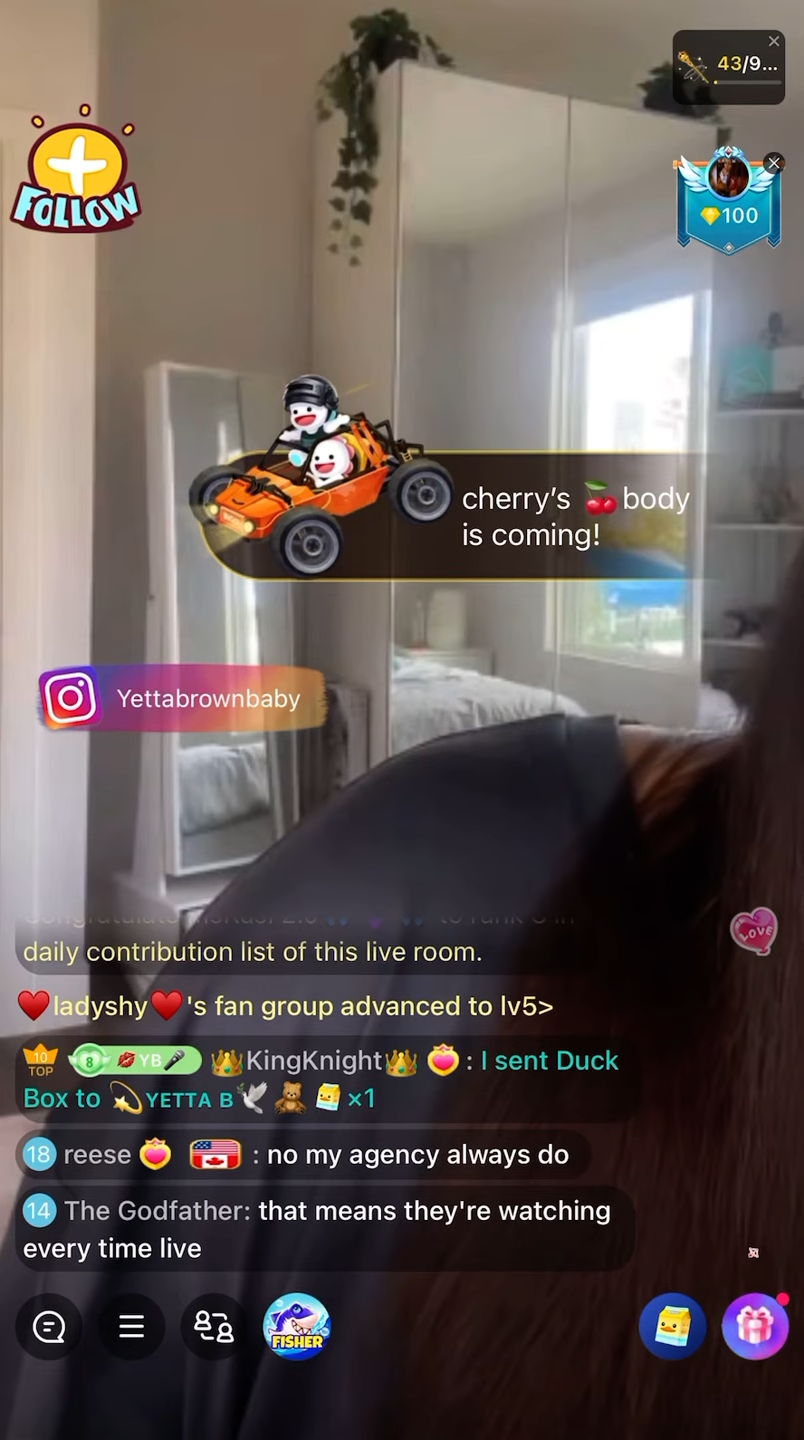 43/9...
FOLLOW
100
cherry's 🍒 body
is coming!
Yettabrownbaby
daily contribution list of this live room.
❤️ladyshy❤️'s fan group advanced to lv5>
LOVE
10 TOP 8 💋 YB🎤 👑KingKnight👑 🍑 : I sent Duck
Box to 💫ʏᴇᴛᴛᴀ ʙ🕊️ 🧸 ×1
18 reese 🍑 🇺🇸🇨🇦 : no my agency always do
14 The Godfather: that means they're watching
every time live
FISHER